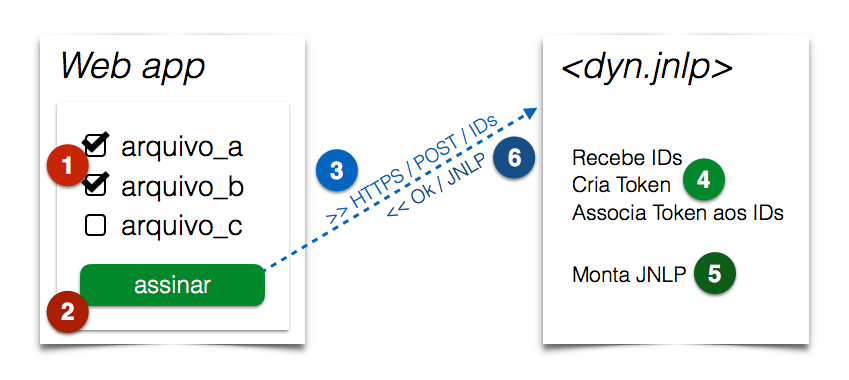 Web app
1
arquivo_a
arquivo_b
arquivo_c
assinar
2
3
>> HTTPS / POST / IDs
<< Ok / JNLP
6
<dyn.jnlp>
Recebe IDs
Cria Token
Associa Token aos IDs
4
Monta JNLP
5